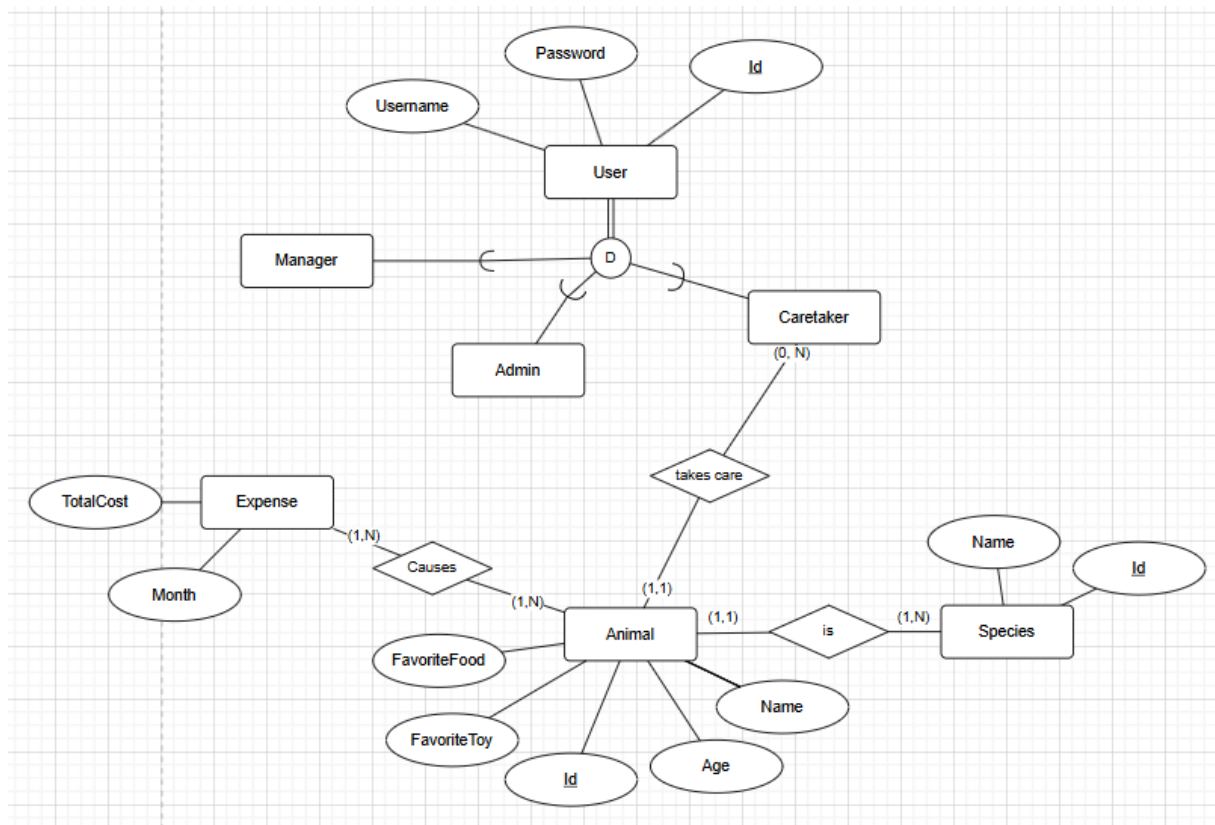 Password
Id
Username
User
D
Manager
Caretaker
(0, N)
Admin
takes care
TotalCost
Expense
(1,N)
Name
Causes
Id
Month
(1,1)
(1,N)
(1,1)
(1,N)
Animal
is
Species
FavoriteFood
Name
FavoriteToy
Age
Id